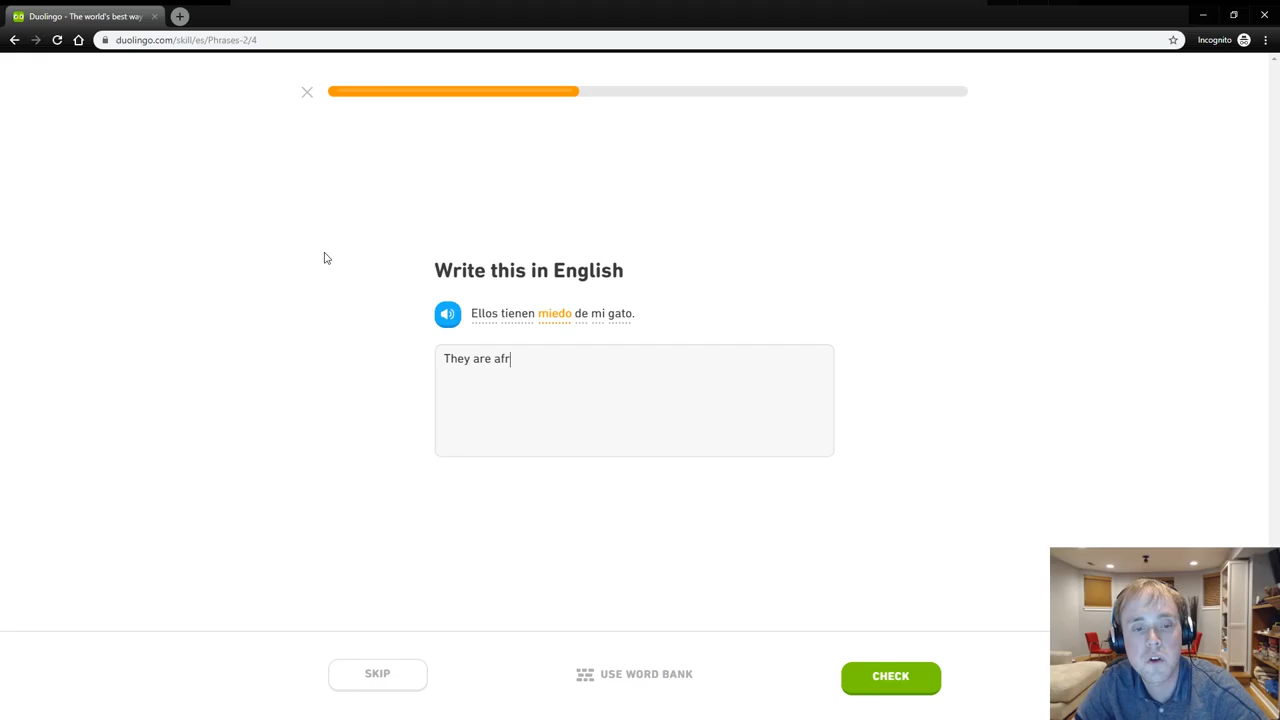 Duolingo - The world's best way
duolingo.com/skill/es/Phrases-2/4
Incognito
Write this in English
Ellos tienen miedo de mi gato.
They are afr
SKIP
USE WORD BANK
CHECK